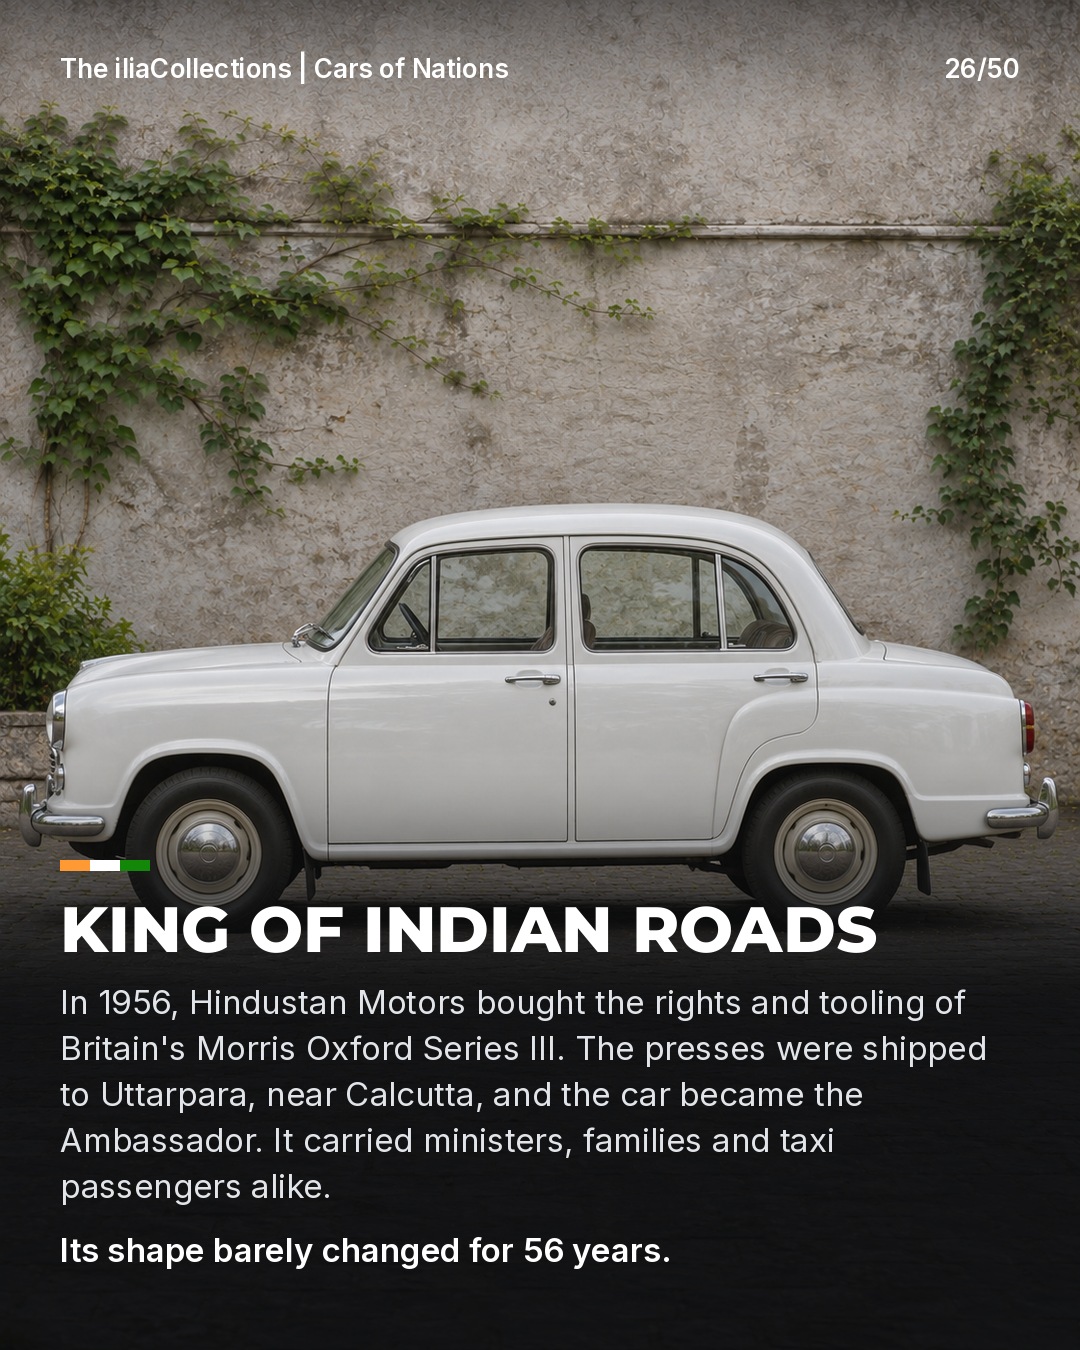 The iliaCollections | Cars of Nations
26/50
KING OF INDIAN ROADS
In 1956, Hindustan Motors bought the rights and tooling of
Britain's Morris Oxford Series III. The presses were shipped
to Uttarpara, near Calcutta, and the car became the
Ambassador. It carried ministers, families and taxi
passengers alike.
Its shape barely changed for 56 years.